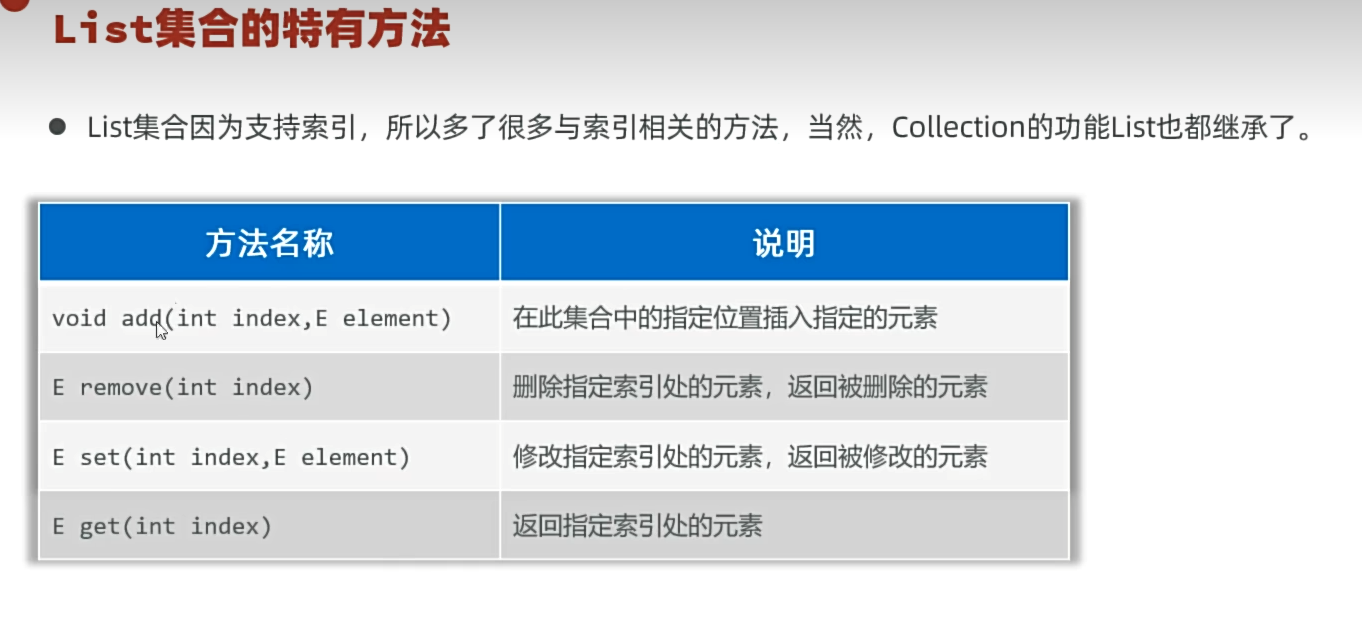 List集合的特有方法
● List集合因为支持索引，所以多了很多与索引相关的方法，当然，Collection的功能List也都继承了。
方法名称 说明
void add(int index,E element) 在此集合中的指定位置插入指定的元素
E remove(int index) 删除指定索引处的元素，返回被删除的元素
E set(int index,E element) 修改指定索引处的元素，返回被修改的元素
E get(int index) 返回指定索引处的元素